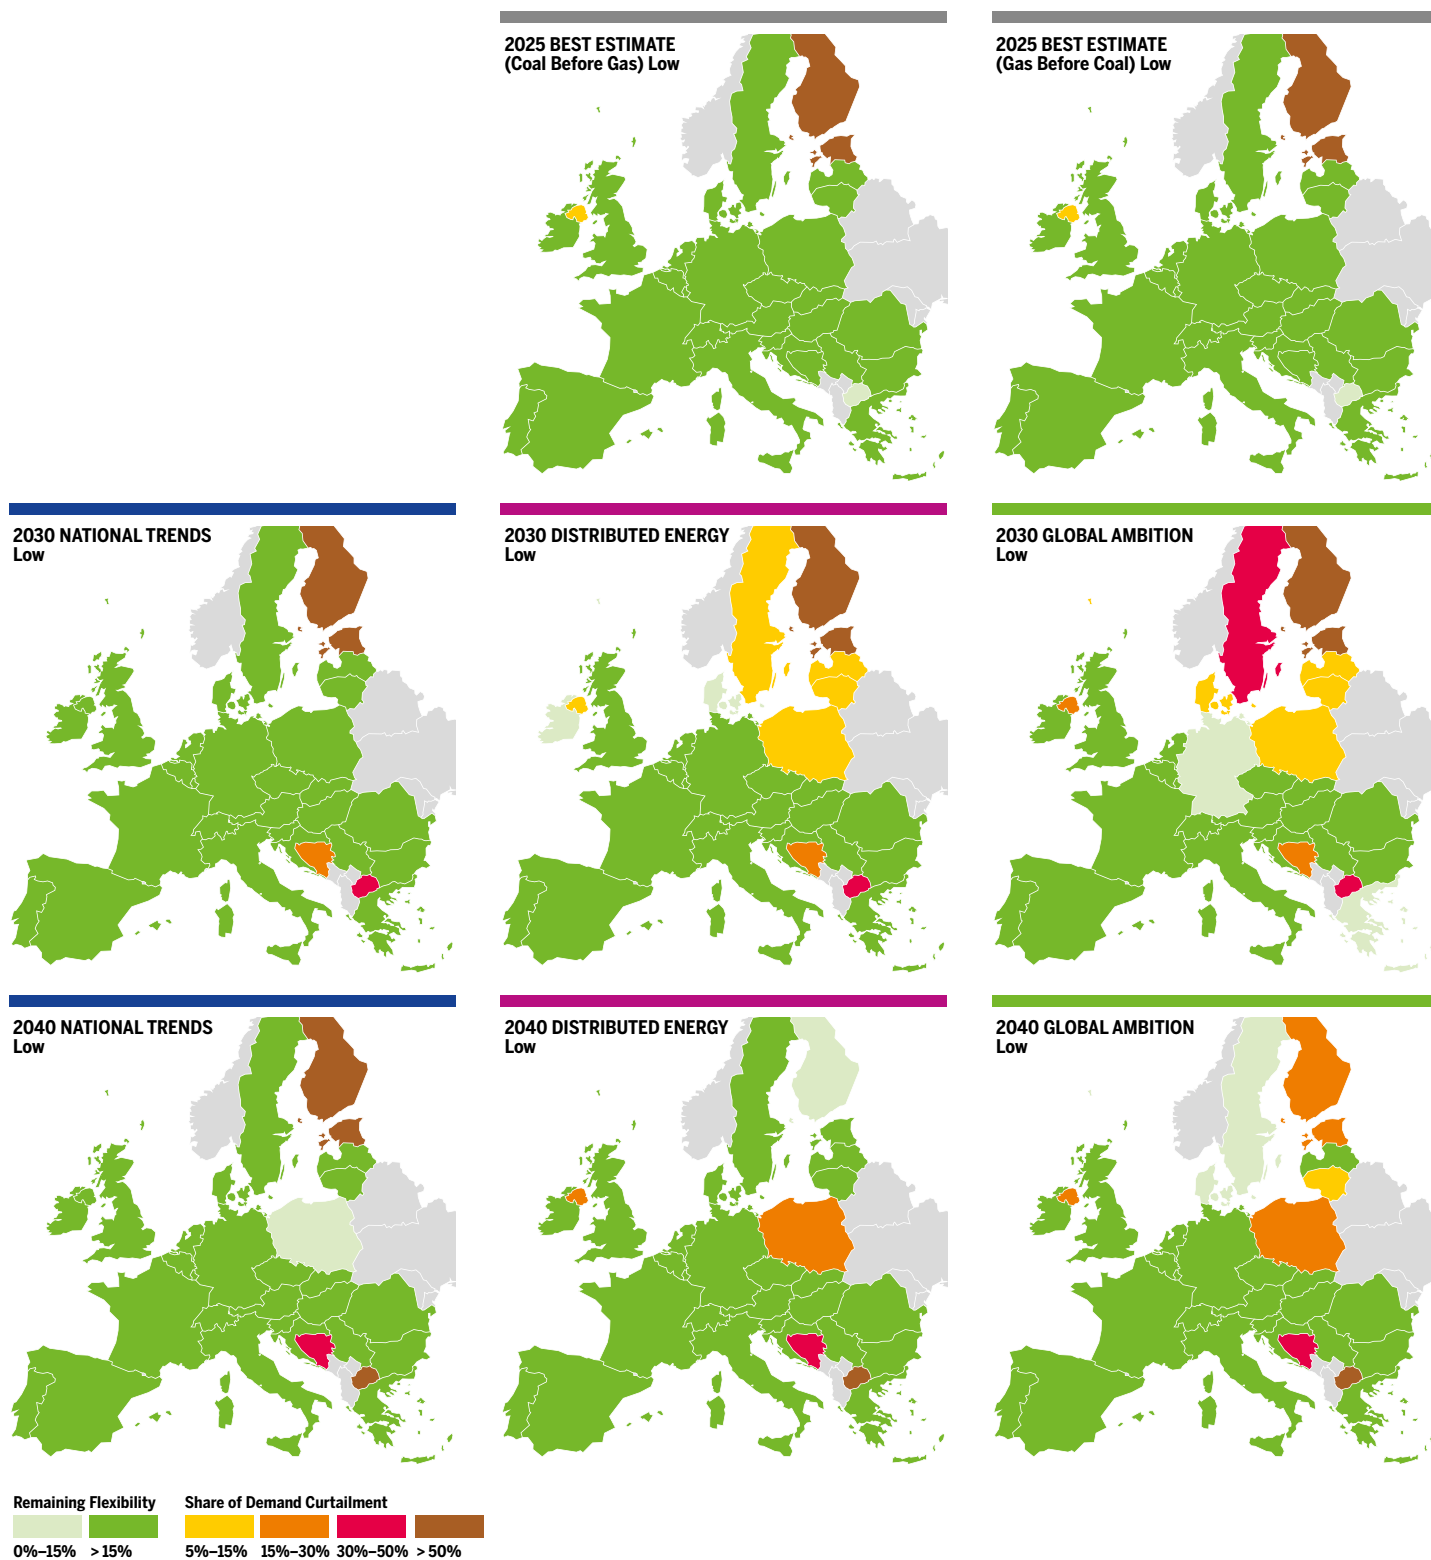 2025 BEST ESTIMATE
(Coal Before Gas) Low
2025 BEST ESTIMATE
(Gas Before Coal) Low
2030 NATIONAL TRENDS
Low
2030 DISTRIBUTED ENERGY
Low
2030 GLOBAL AMBITION
Low
2040 NATIONAL TRENDS
Low
2040 DISTRIBUTED ENERGY
Low
2040 GLOBAL AMBITION
Low
Remaining Flexibility
0%–15% > 15%
Share of Demand Curtailment
5%–15% 15%–30% 30%–50% > 50%